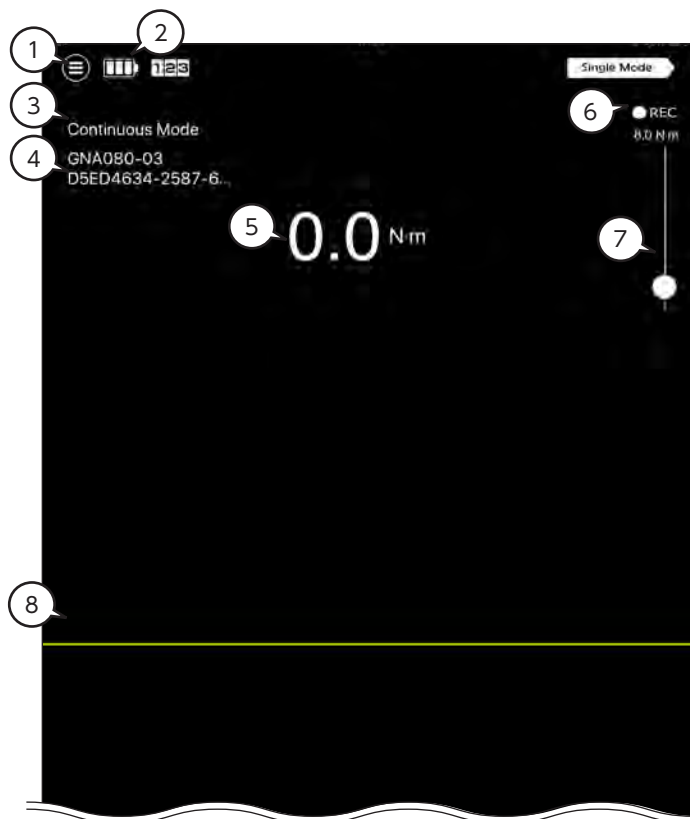 1
2
123
Single Mode
3
Continuous Mode
6
REC
8.0 N·m
4
GNA080-03
D5ED4634-2587-6...
5
0.0 N·m
7
8